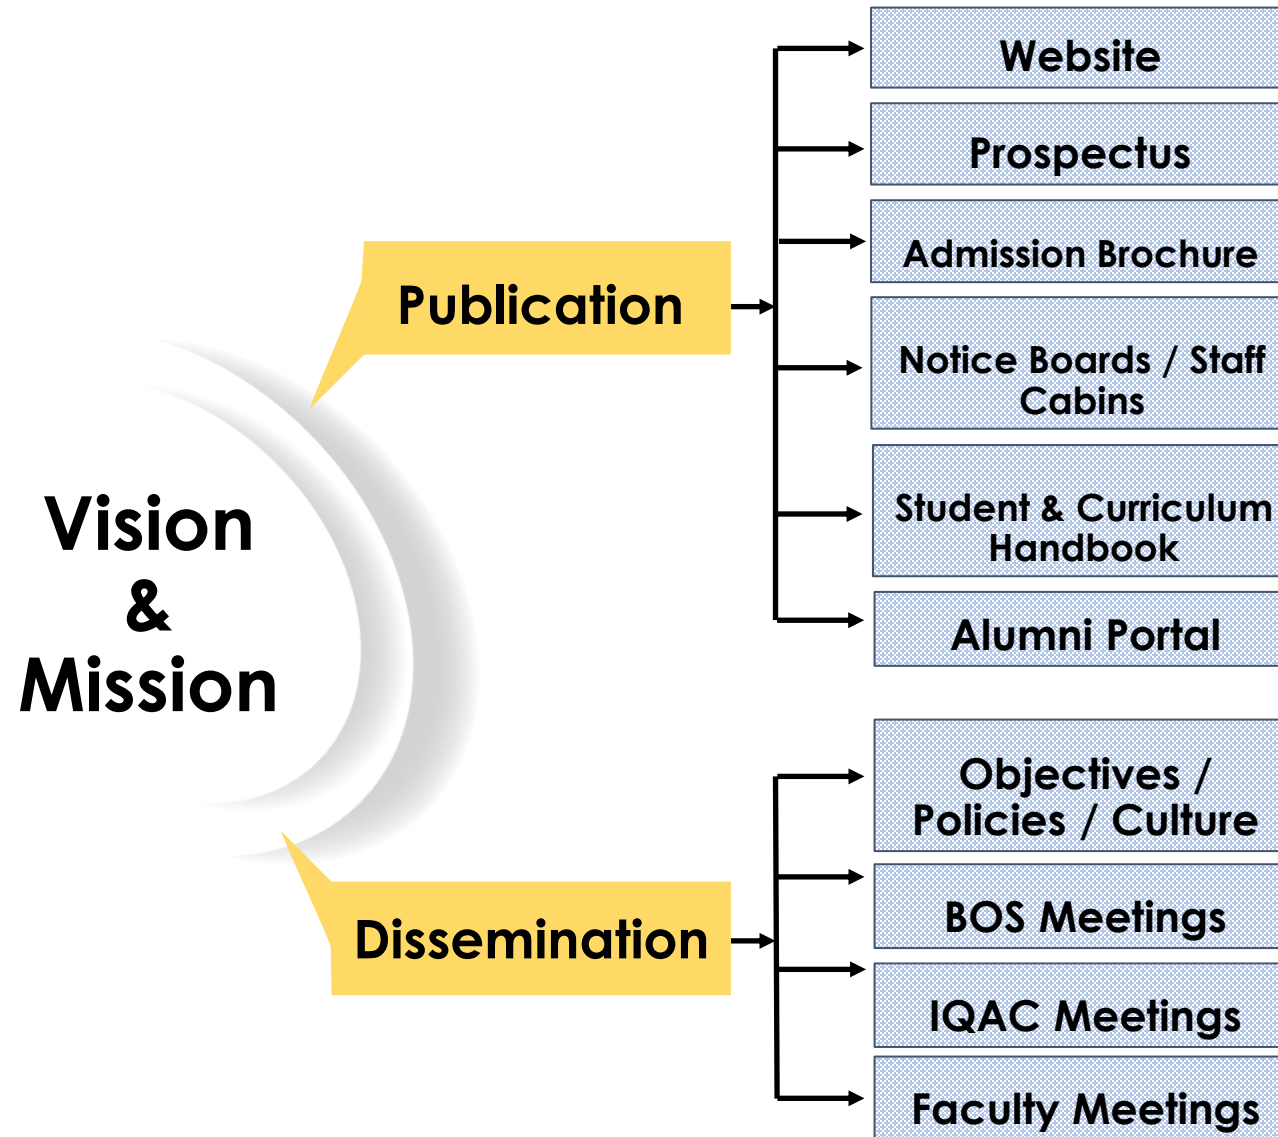 Vision
&
Mission
Publication
Website
Prospectus
Admission Brochure
Notice Boards / Staff
Cabins
Student & Curriculum
Handbook
Alumni Portal
Dissemination
Objectives /
Policies / Culture
BOS Meetings
IQAC Meetings
Faculty Meetings